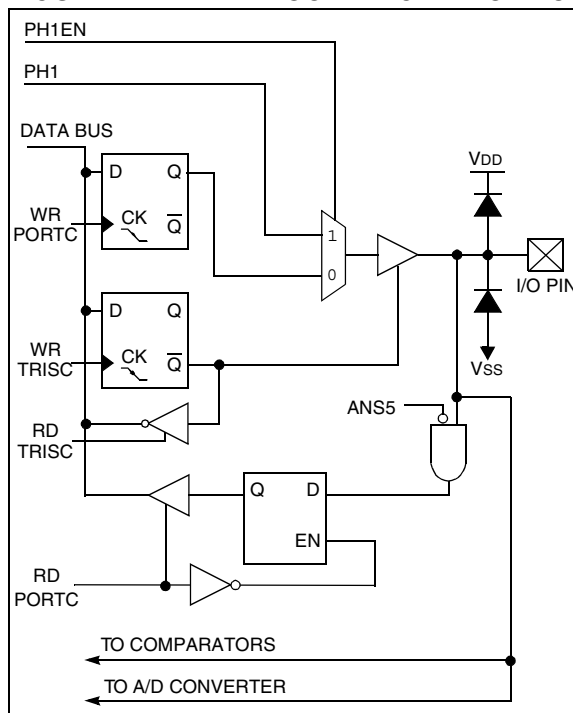 PH1EN
PH1
DATA BUS
D Q
WR
PORTC
CK
Q
VDD
1
0
I/O PIN
D Q
WR
TRISC
CK
Q
VSS
ANS5
RD
TRISC
Q D
EN
RD
PORTC
TO COMPARATORS
TO A/D CONVERTER